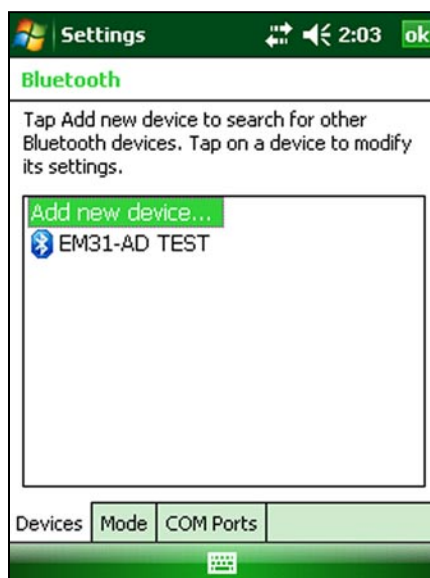 Settings 2:03 ok
Bluetooth
Tap Add new device to search for other
Bluetooth devices. Tap on a device to modify
its settings.
Add new device...
EM31-AD TEST
Devices Mode COM Ports